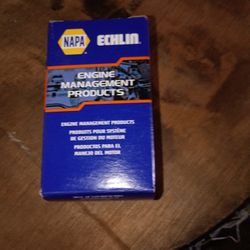 NAPA
ECHLIN.
ENGINE
MANAGEMENT
PRODUCTS
ENGINE MANAGEMENT PRODUCTS
PRODUITS POUR SYSTÈME
DE GESTION DU MOTEUR
PRODUCTOS PARA EL
MANEJO DEL MOTOR